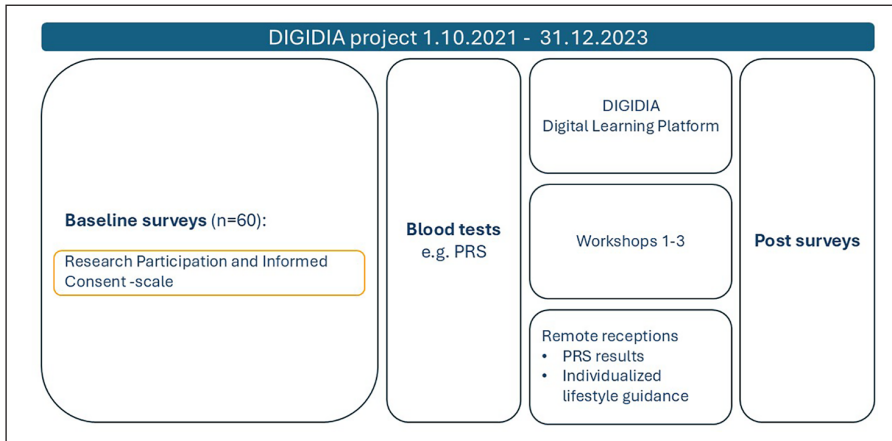 DIGIDIA project 1.10.2021 - 31.12.2023
Baseline surveys (n=60):
Research Participation and Informed
Consent -scale
Blood tests
e.g. PRS
DIGIDIA
Digital Learning Platform
Workshops 1-3
Remote receptions
• PRS results
• Individualized
lifestyle guidance
Post surveys